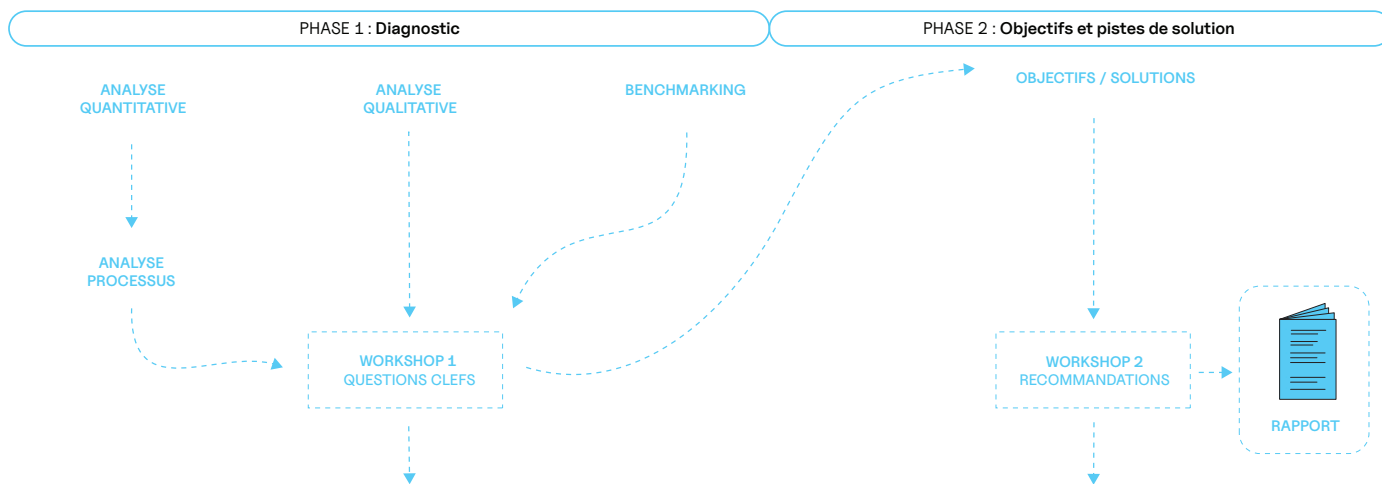 PHASE 1 : Diagnostic
PHASE 2 : Objectifs et pistes de solution
ANALYSE
QUANTITATIVE
ANALYSE
QUALITATIVE
BENCHMARKING
OBJECTIFS / SOLUTIONS
ANALYSE
PROCESSUS
WORKSHOP 1
QUESTIONS CLEFS
WORKSHOP 2
RECOMMANDATIONS
RAPPORT